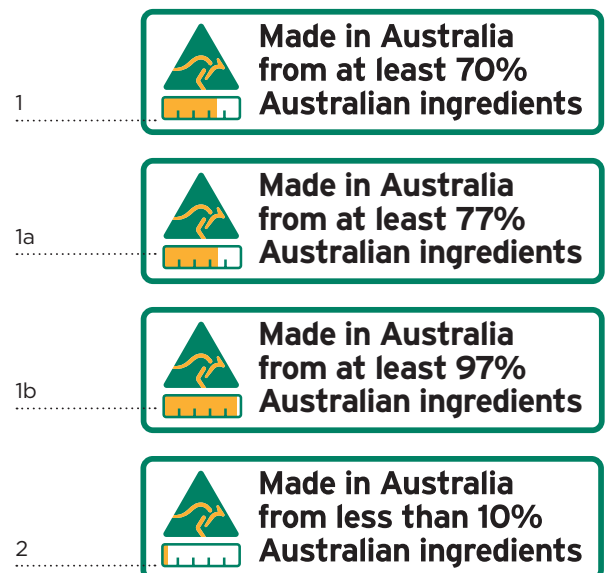 1
Made in Australia
from at least 70%
Australian ingredients
1a
Made in Australia
from at least 77%
Australian ingredients
1b
Made in Australia
from at least 97%
Australian ingredients
2
Made in Australia
from less than 10%
Australian ingredients